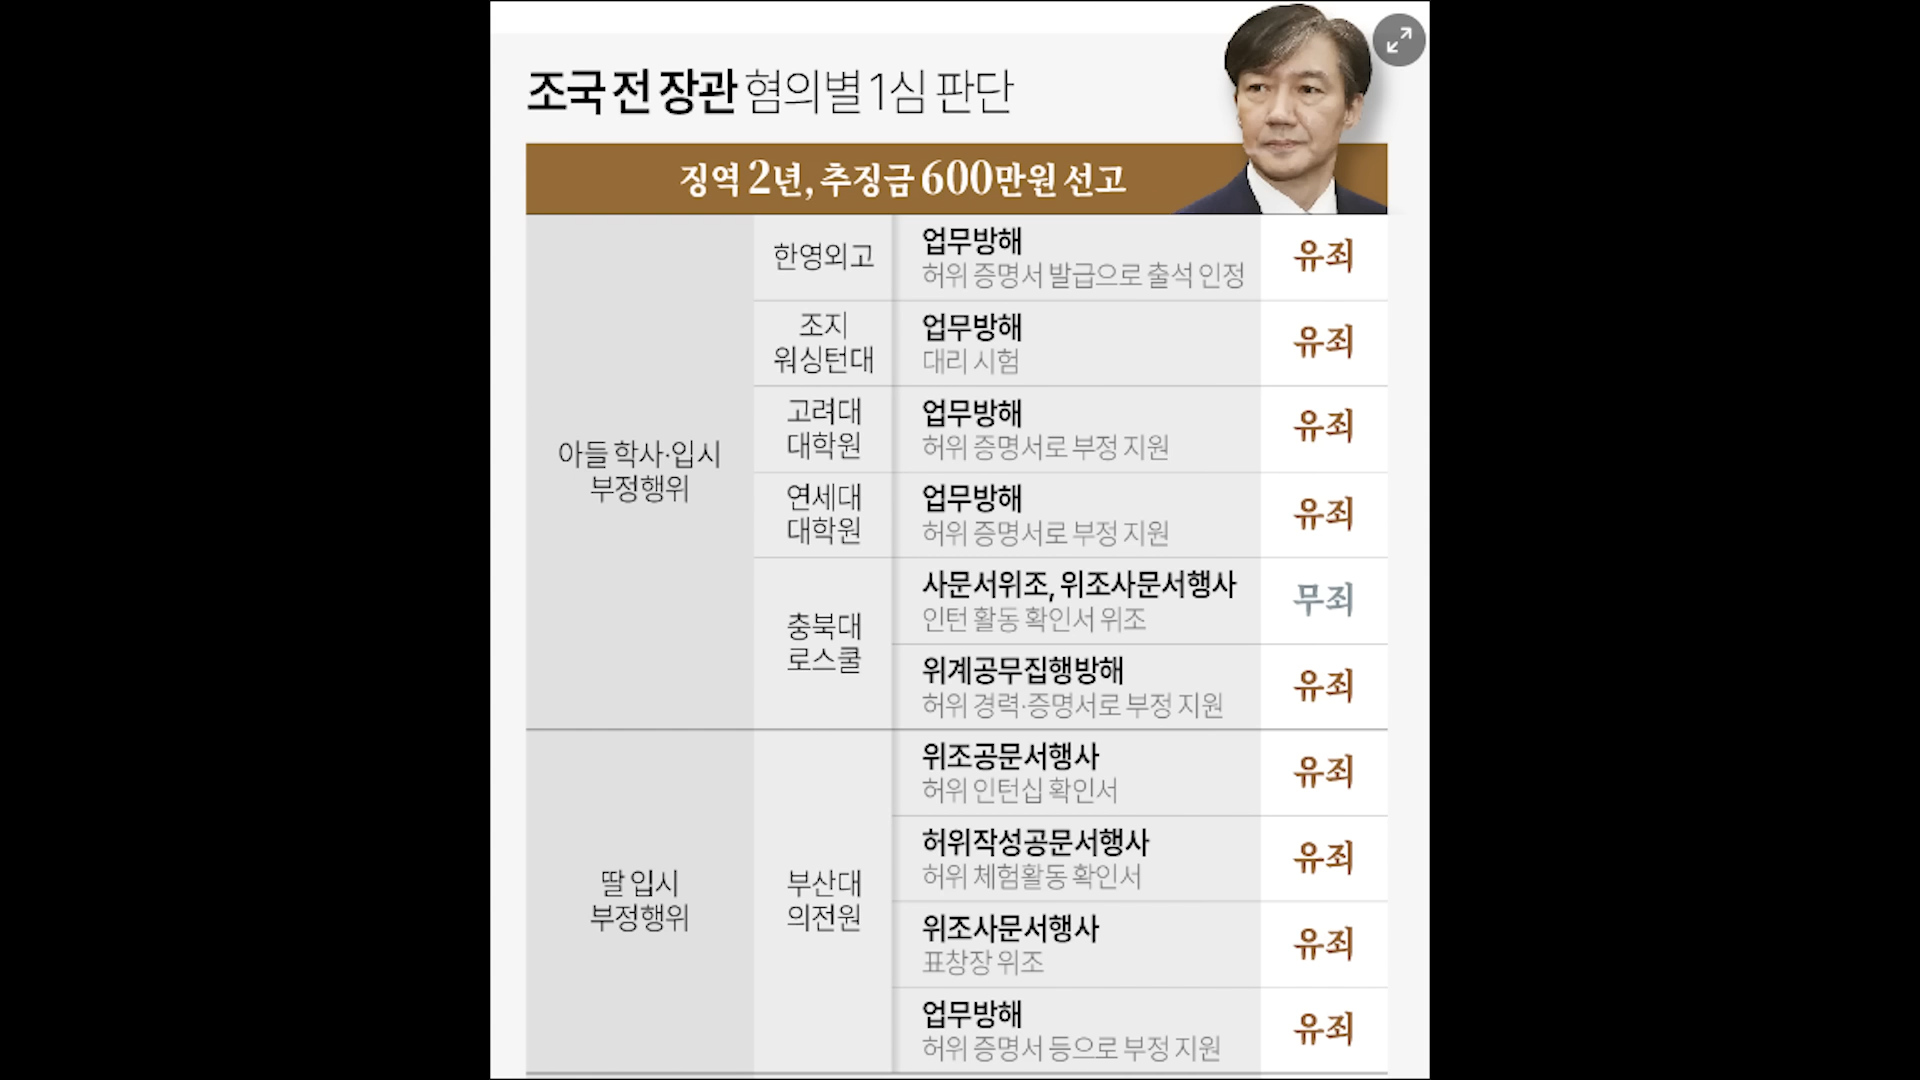 조국 전 장관 혐의별 1심 판단
징역 2년, 추징금 600만원 선고
아들 학사·입시
부정행위
한영외고
업무방해
허위 증명서 발급으로 출석 인정
유죄
조지
워싱턴대
업무방해
대리 시험
유죄
고려대
대학원
업무방해
허위 증명서로 부정 지원
유죄
연세대
대학원
업무방해
허위 증명서로 부정 지원
유죄
충북대
로스쿨
사문서위조, 위조사문서행사
인턴 활동 확인서 위조
무죄
위계공무집행방해
허위 경력·증명서로 부정 지원
유죄
딸 입시
부정행위
부산대
의전원
위조공문서행사
허위 인턴십 확인서
유죄
허위작성공문서행사
허위 체험활동 확인서
유죄
위조사문서행사
표창장 위조
유죄
업무방해
허위 증명서 등으로 부정 지원
유죄